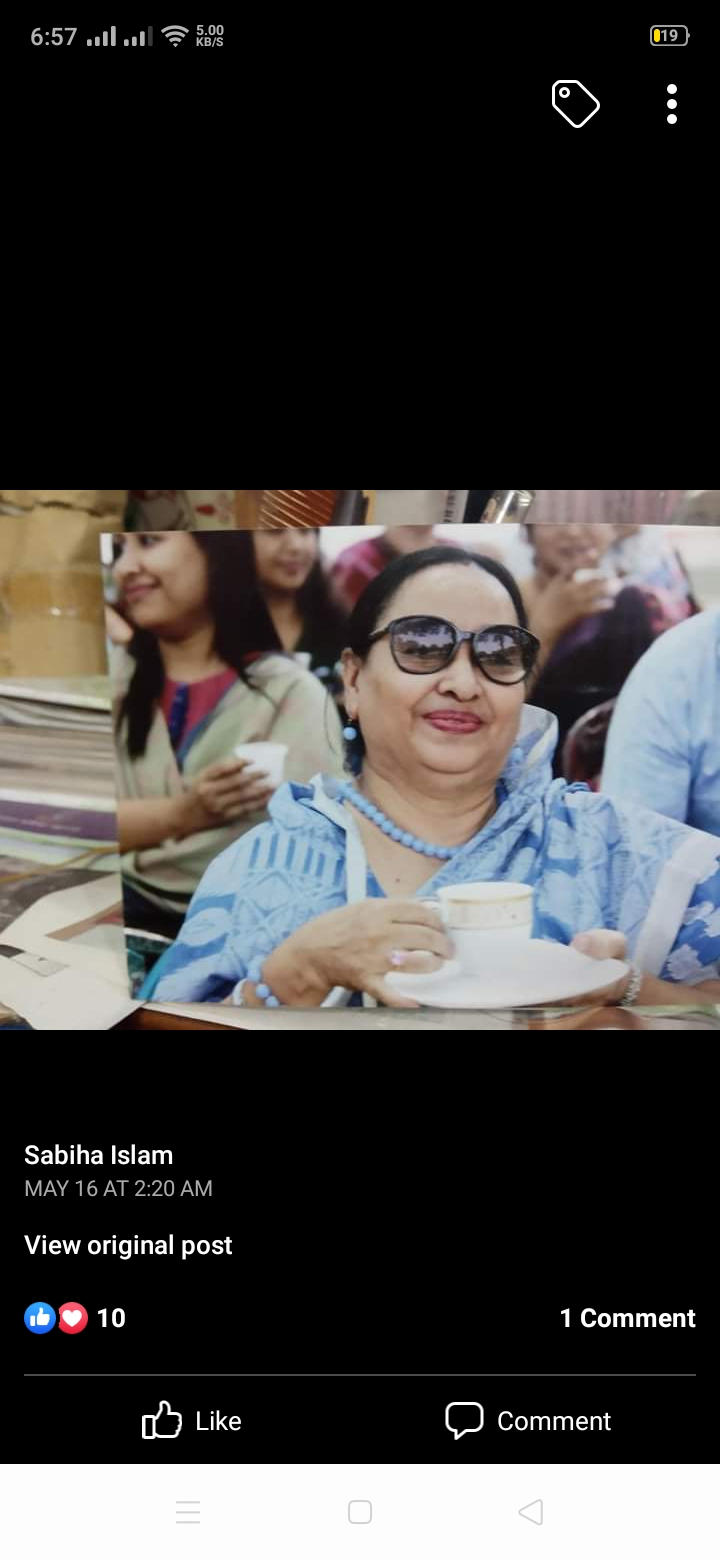 6:57
5.00
KB/S
19
Sabiha Islam
MAY 16 AT 2:20 AM
View original post
10
1 Comment
Like
Comment